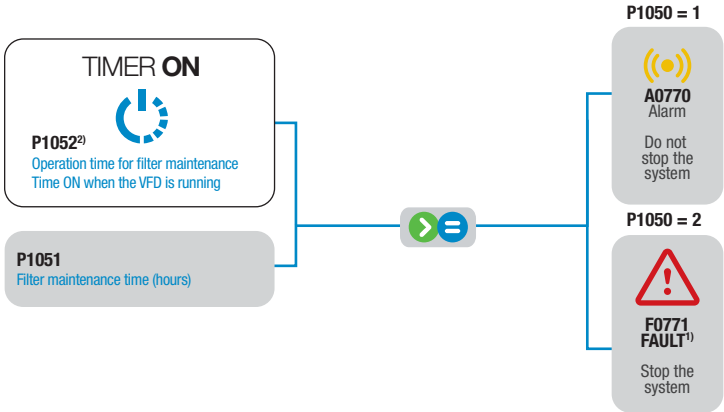 TIMER ON
P1052²⁾
Operation time for filter maintenance
Time ON when the VFD is running
P1051
Filter maintenance time (hours)
> =
P1050 = 1
A0770
Alarm
Do not
stop the
system
P1050 = 2
!
F0771
FAULT¹⁾
Stop the
system